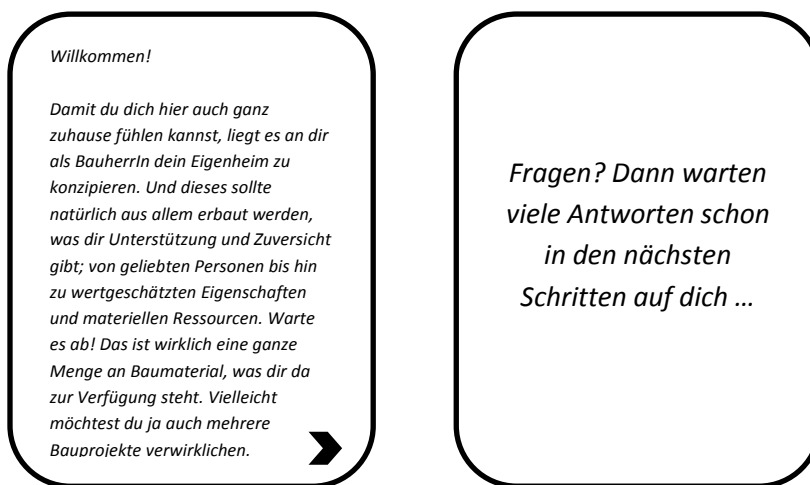 Willkommen!
Damit du dich hier auch ganz
zuhause fühlen kannst, liegt es an dir
als BauherrIn dein Eigenheim zu
konzipieren. Und dieses sollte
natürlich aus allem erbaut werden,
was dir Unterstützung und Zuversicht
gibt; von geliebten Personen bis hin
zu wertgeschätzten Eigenschaften
und materiellen Ressourcen. Warte
es ab! Das ist wirklich eine ganze
Menge an Baumaterial, was dir da
zur Verfügung steht. Vielleicht
möchtest du ja auch mehrere
Bauprojekte verwirklichen.
Fragen? Dann warten
viele Antworten schon
in den nächsten
Schritten auf dich …